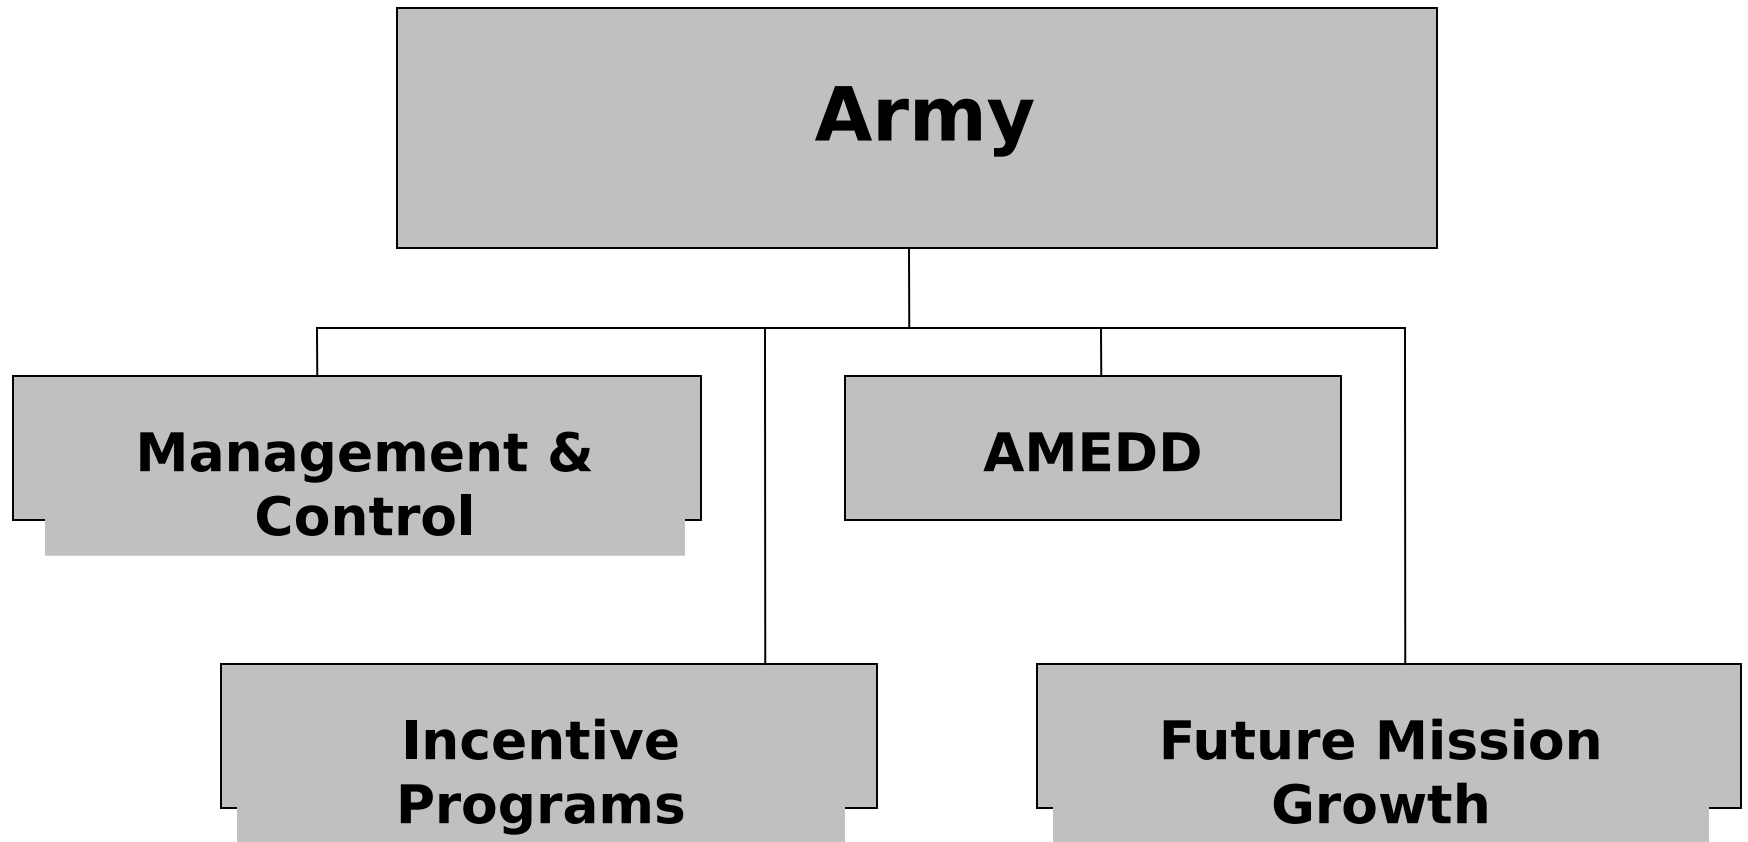 Army
Management &
Control
AMEDD
Incentive
Programs
Future Mission
Growth